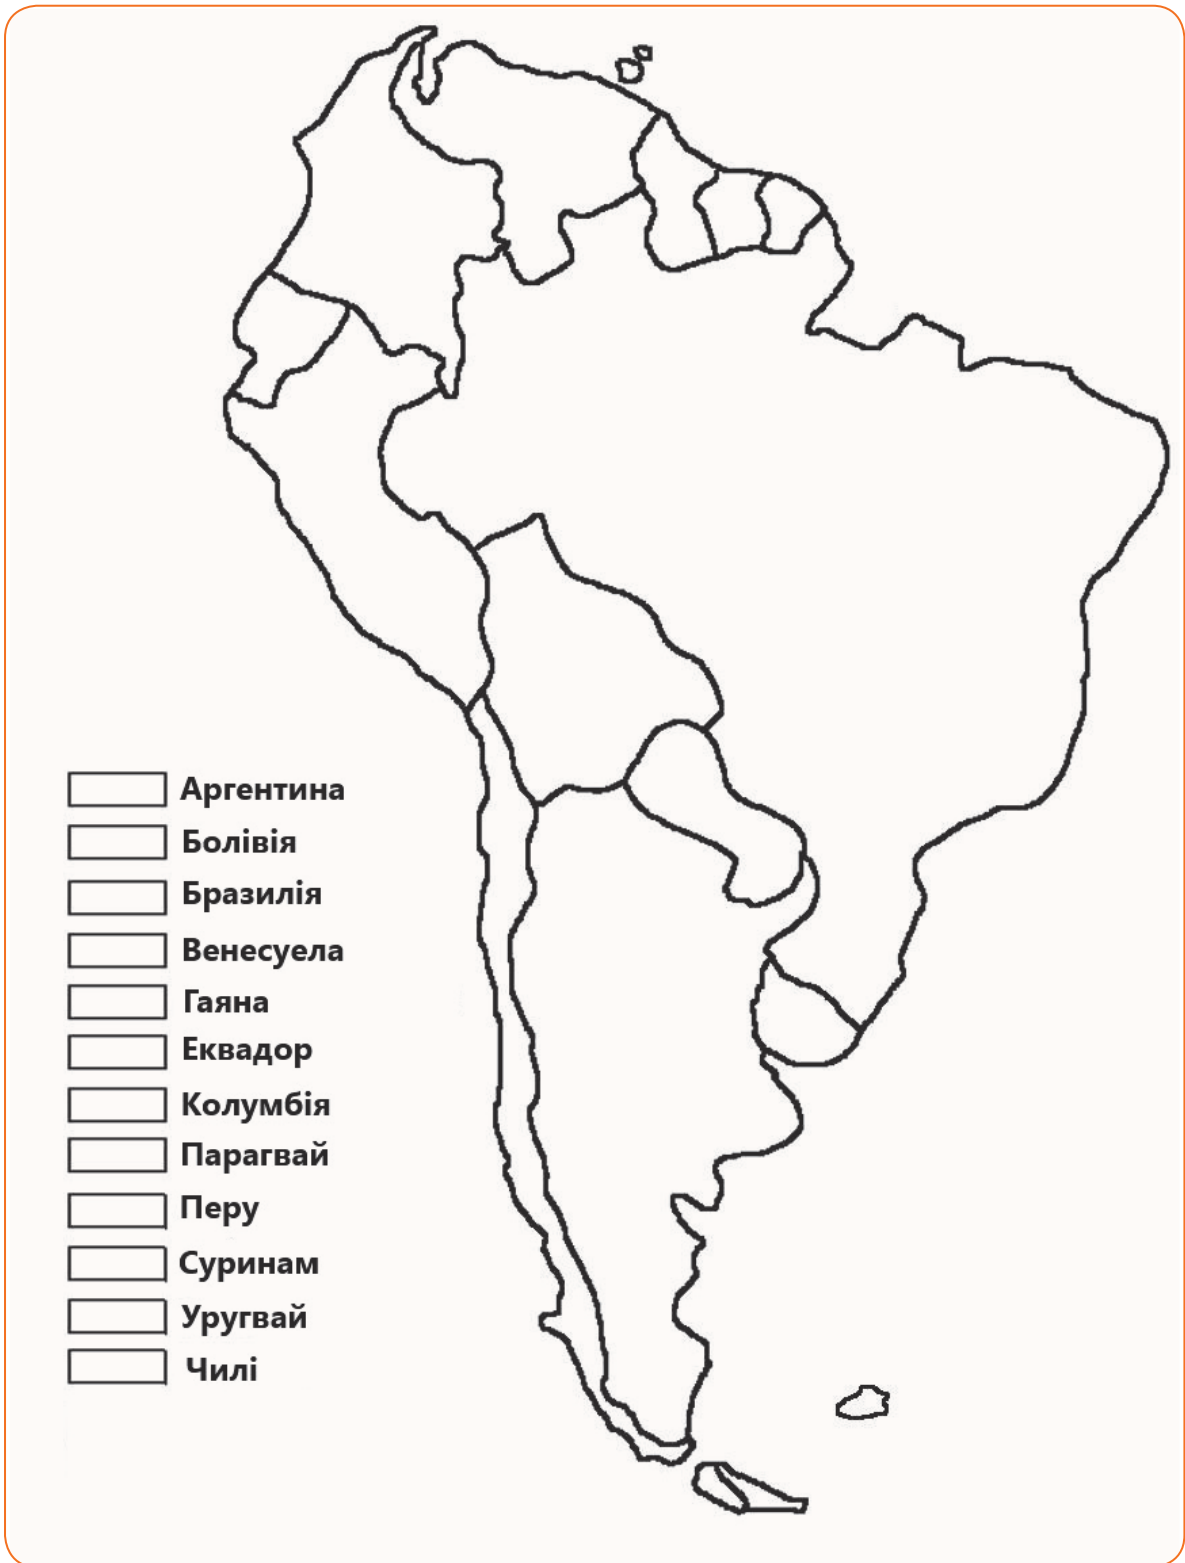 Аргентина
Болівія
Бразилія
Венесуела
Гаяна
Еквадор
Колумбія
Парагвай
Перу
Суринам
Уругвай
Чилі